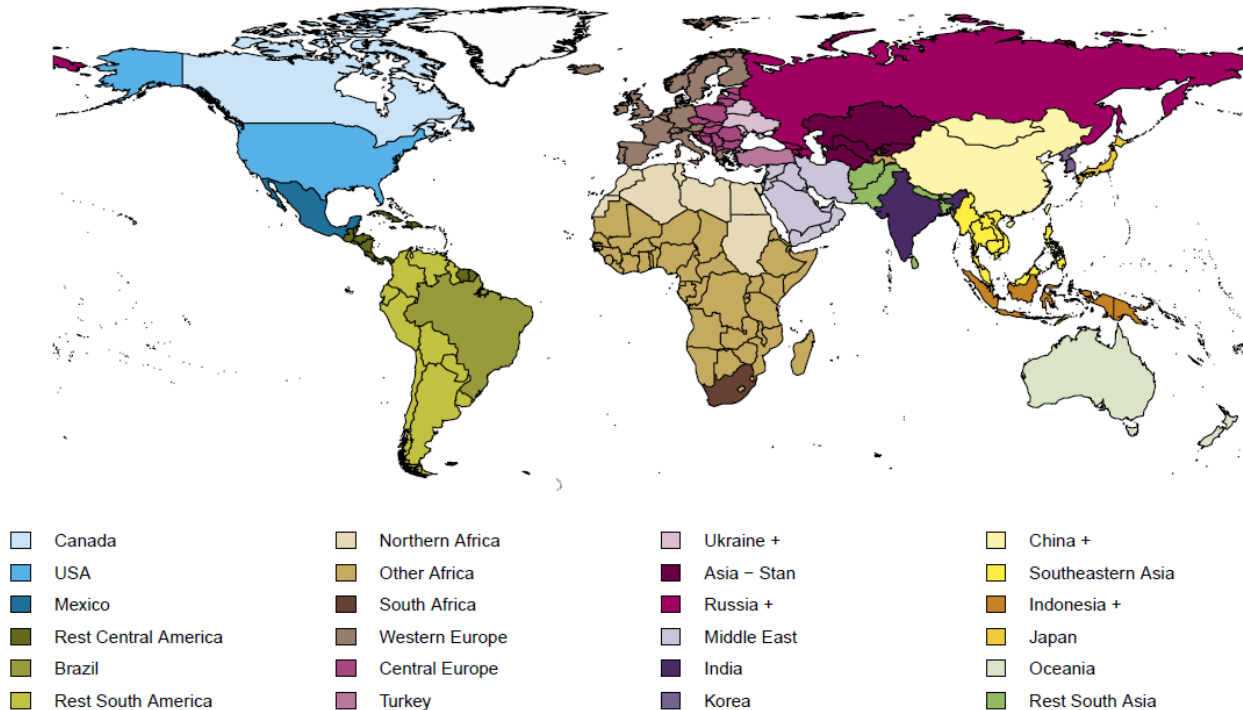 Canada
USA
Mexico
Rest Central America
Brazil
Rest South America
Northern Africa
Other Africa
South Africa
Western Europe
Central Europe
Turkey
Ukraine +
Asia − Stan
Russia +
Middle East
India
Korea
China +
Southeastern Asia
Indonesia +
Japan
Oceania
Rest South Asia